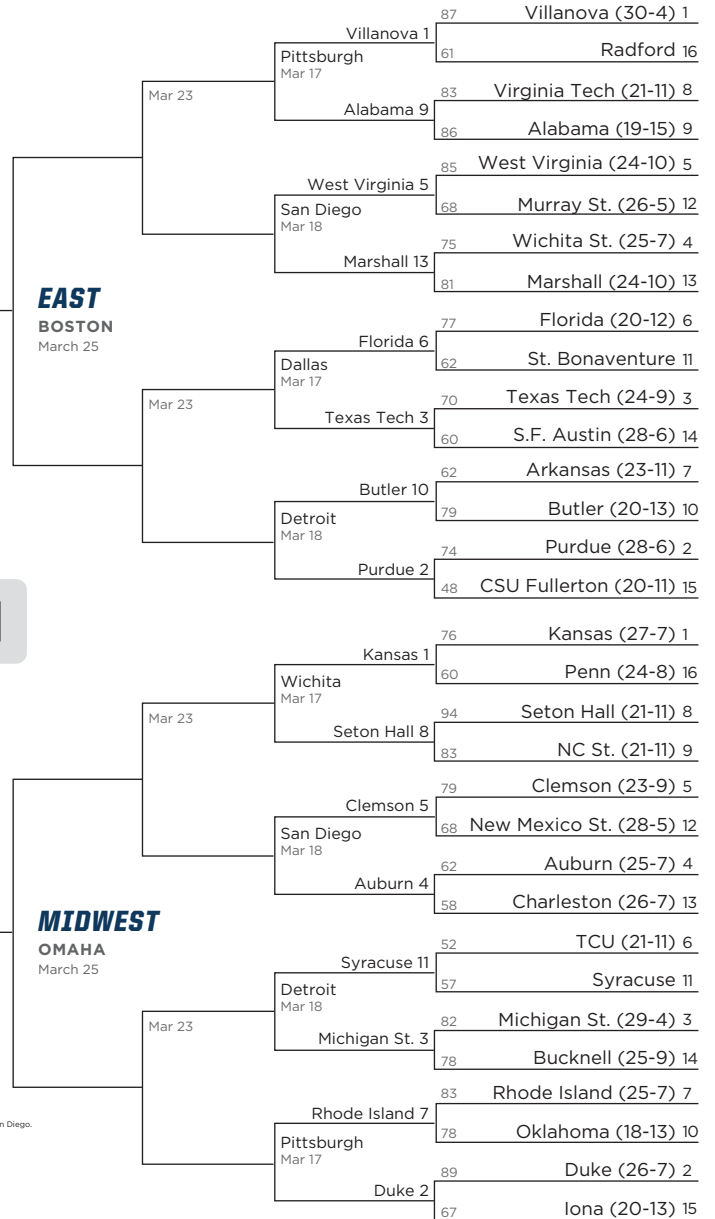 87 Villanova (30-4) 1
Villanova 1
61 Radford 16
Pittsburgh
Mar 17
Mar 23
83 Virginia Tech (21-11) 8
Alabama 9
86 Alabama (19-15) 9
85 West Virginia (24-10) 5
West Virginia 5
68 Murray St. (26-5) 12
San Diego
Mar 18
75 Wichita St. (25-7) 4
Marshall 13
81 Marshall (24-10) 13
EAST
BOSTON
March 25
77 Florida (20-12) 6
Florida 6
62 St. Bonaventure 11
Dallas
Mar 17
Mar 23
70 Texas Tech (24-9) 3
Texas Tech 3
60 S.F. Austin (28-6) 14
62 Arkansas (23-11) 7
Butler 10
79 Butler (20-13) 10
Detroit
Mar 18
74 Purdue (28-6) 2
Purdue 2
48 CSU Fullerton (20-11) 15
76 Kansas (27-7) 1
Kansas 1
60 Penn (24-8) 16
Wichita
Mar 17
Mar 23
94 Seton Hall (21-11) 8
Seton Hall 8
83 NC St. (21-11) 9
79 Clemson (23-9) 5
Clemson 5
68 New Mexico St. (28-5) 12
San Diego
Mar 18
62 Auburn (25-7) 4
Auburn 4
58 Charleston (26-7) 13
MIDWEST
OMAHA
March 25
52 TCU (21-11) 6
Syracuse 11
57 Syracuse 11
Detroit
Mar 18
Mar 23
82 Michigan St. (29-4) 3
Michigan St. 3
78 Bucknell (25-9) 14
83 Rhode Island (25-7) 7
Rhode Island 7
78 Oklahoma (18-13) 10
n Diego.
Pittsburgh
Mar 17
89 Duke (26-7) 2
Duke 2
67 Iona (20-13) 15